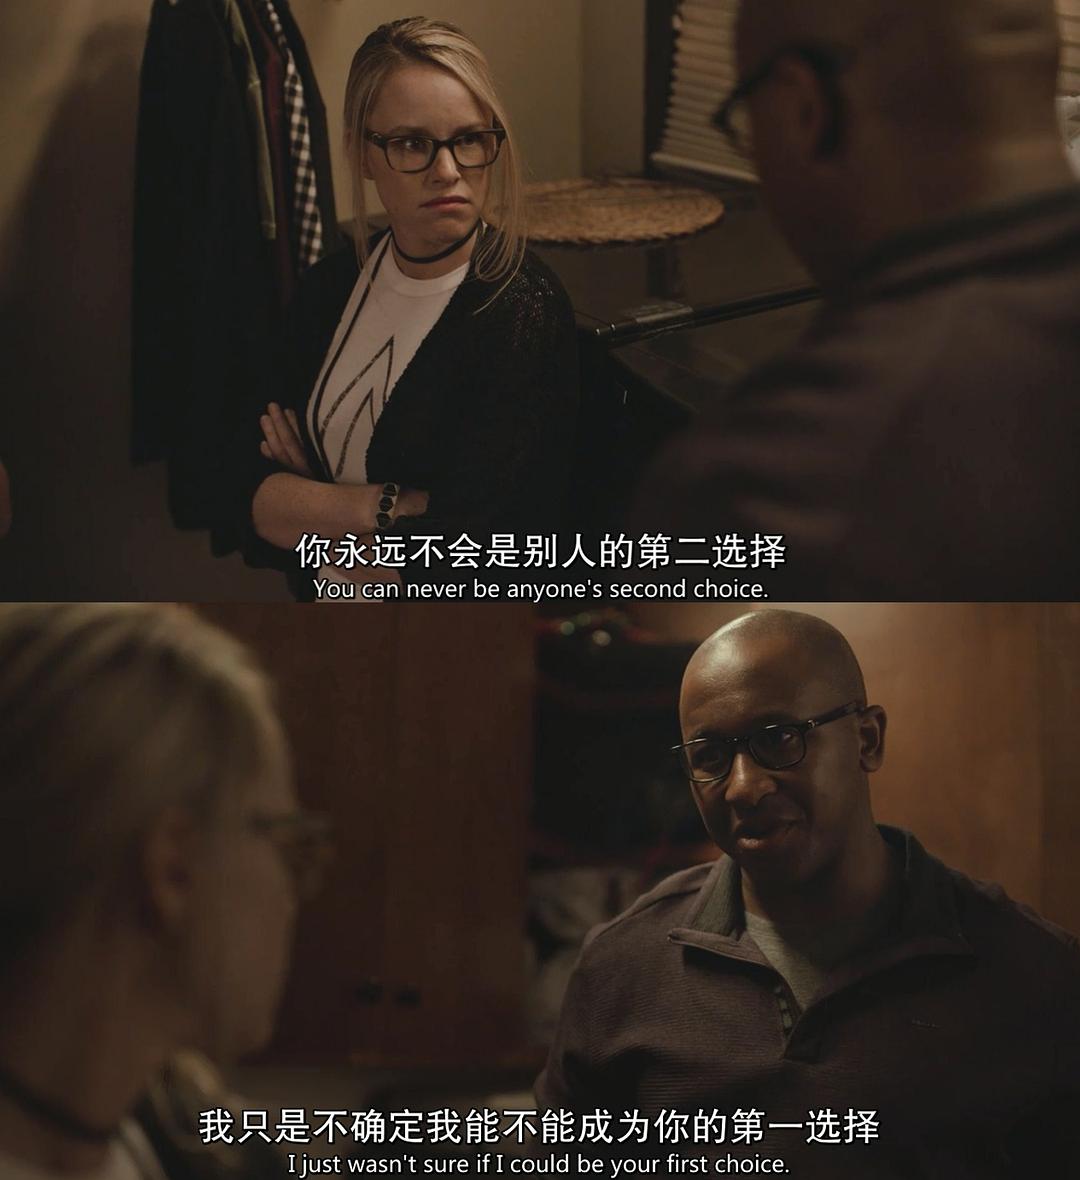 你永远不会是别人的第二选择
You can never be anyone's second choice.
我只是不确定我能不能成为你的第一选择
I just wasn't sure if I could be your first choice.